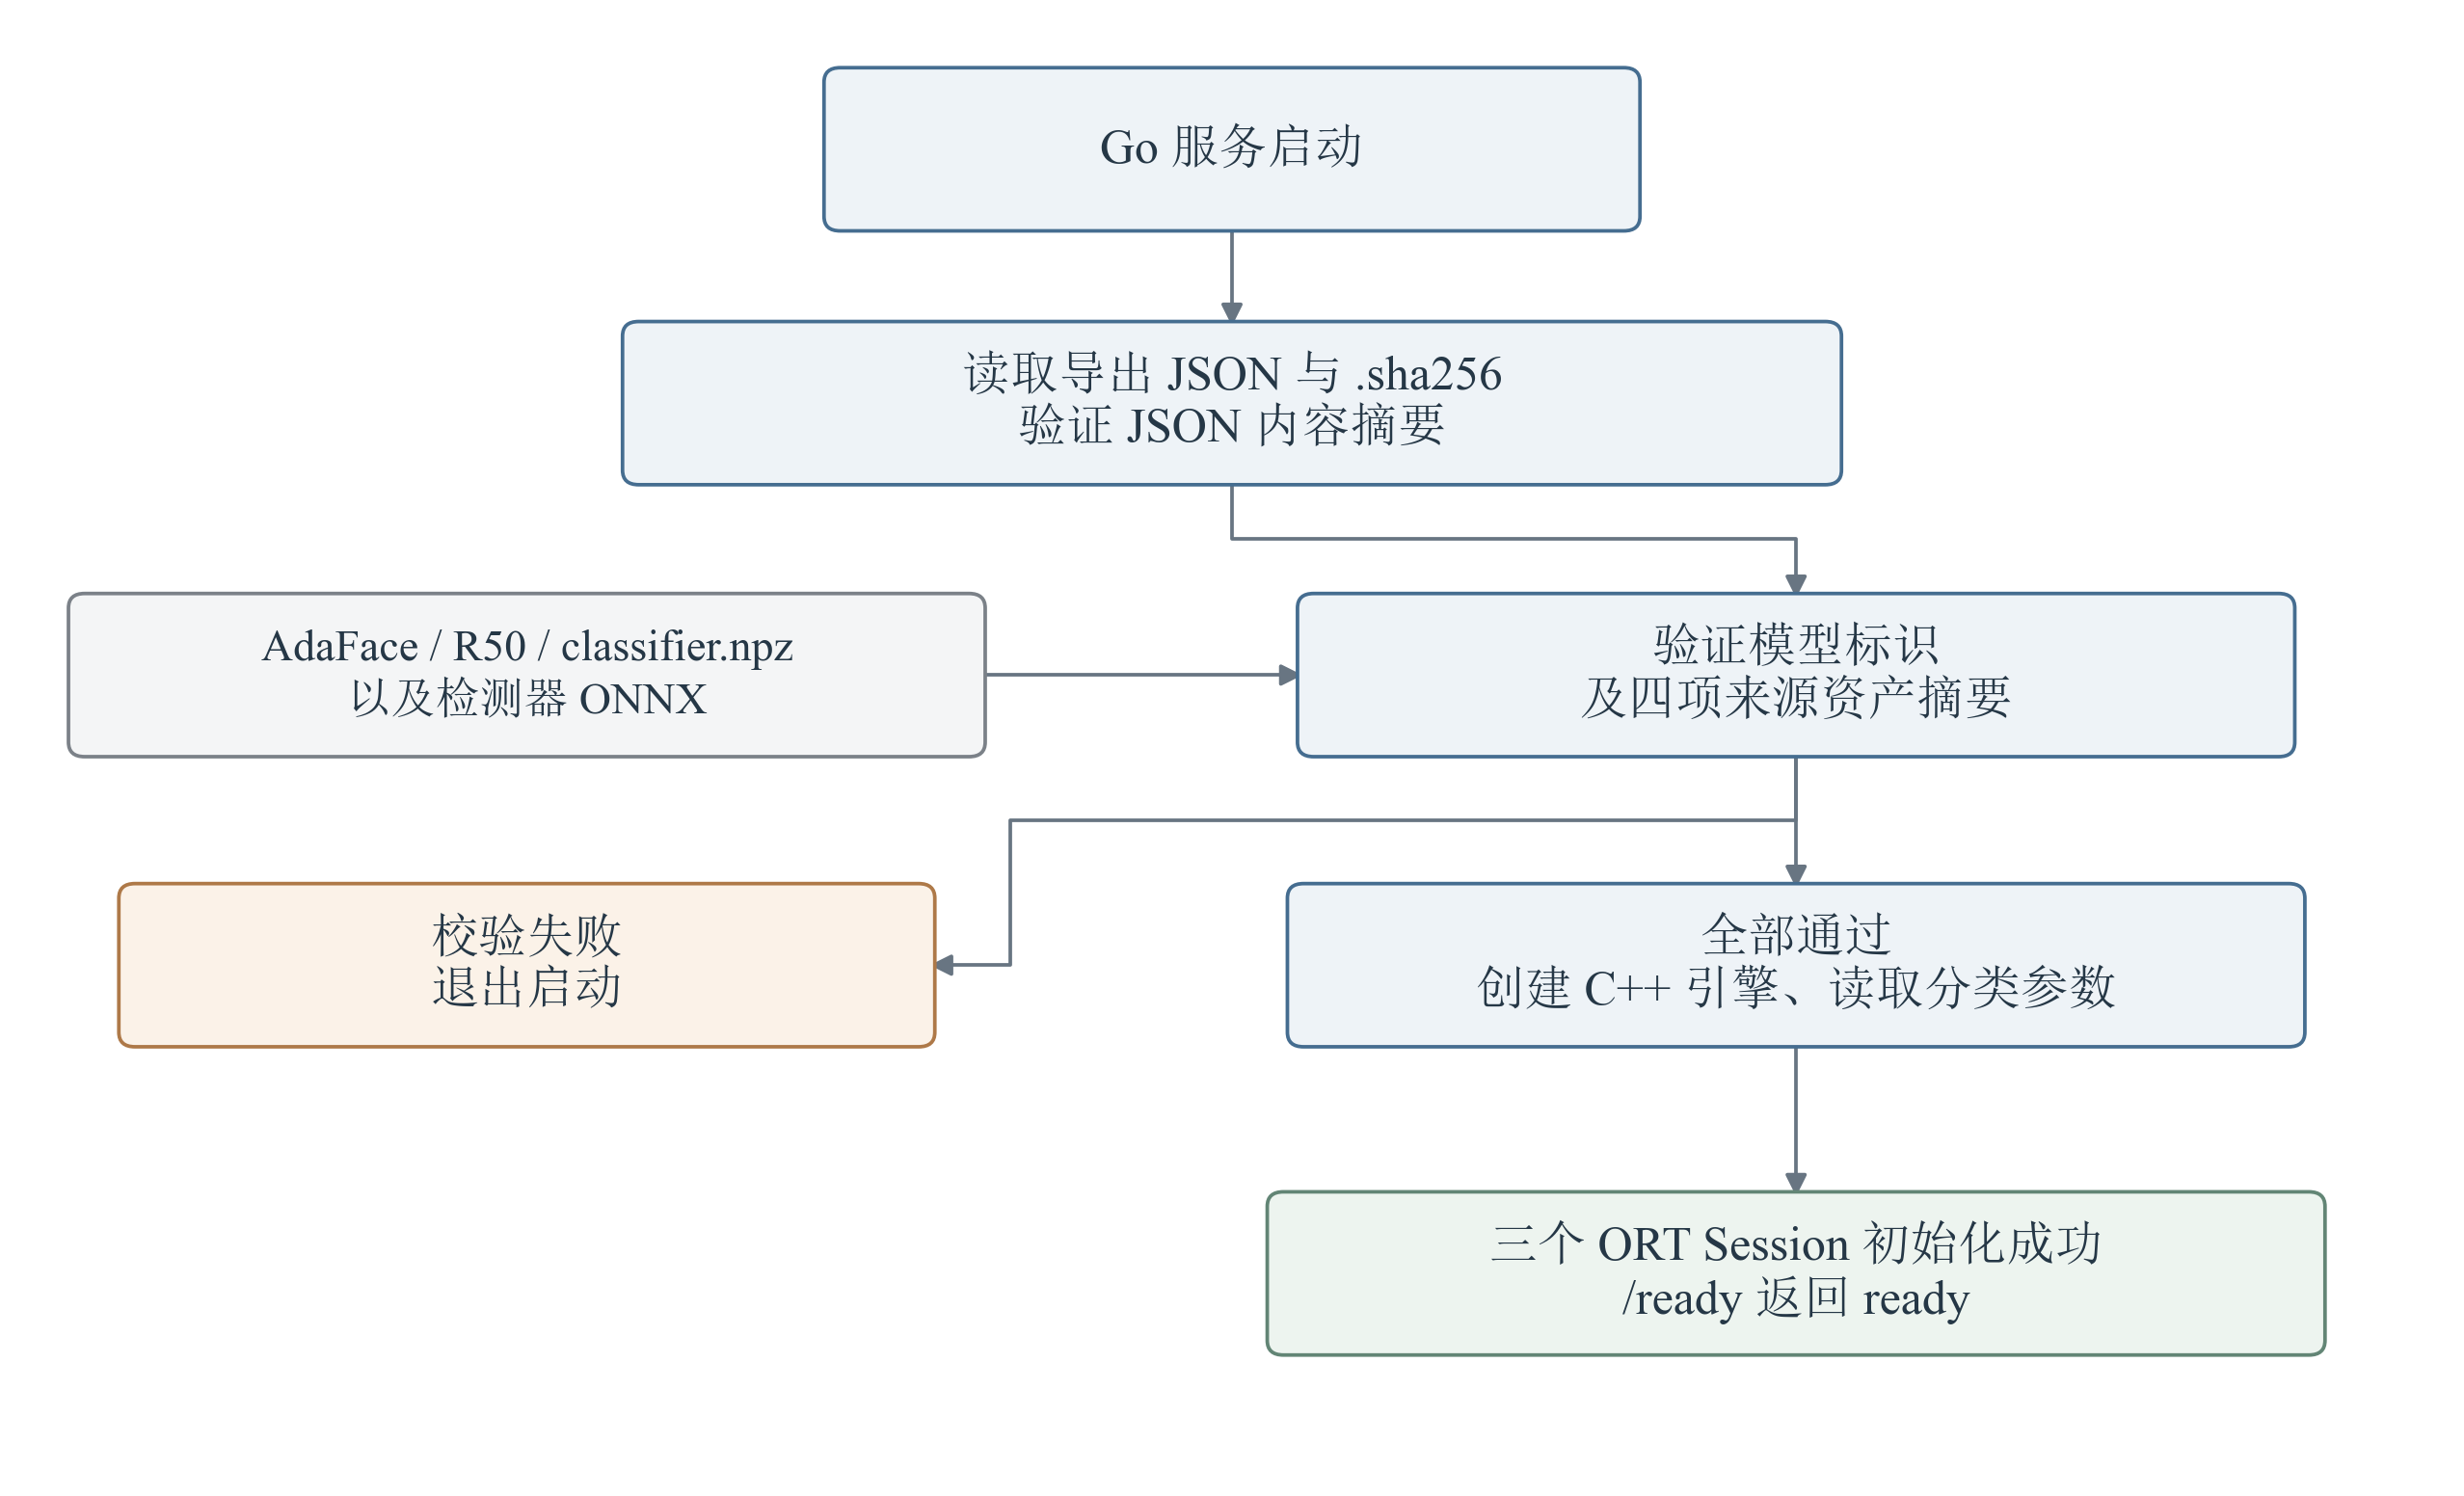 Go 服务启动
读取导出 JSON 与 .sha256
验证 JSON 内容摘要
AdaFace / R50 / classifier.npz
以及检测器 ONNX
验证模型标识
及四项来源资产摘要
校验失败
退出启动
全部通过
创建 C++ 引擎、读取分类参数
三个 ORT Session 初始化成功
/ready 返回 ready